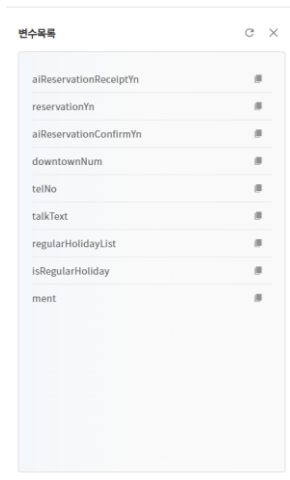 변수목록
aiReservationReceiptYn
reservationYn
aiReservationConfirmYn
downtownNum
telNo
talkText
regularHolidayList
isRegularHoliday
ment